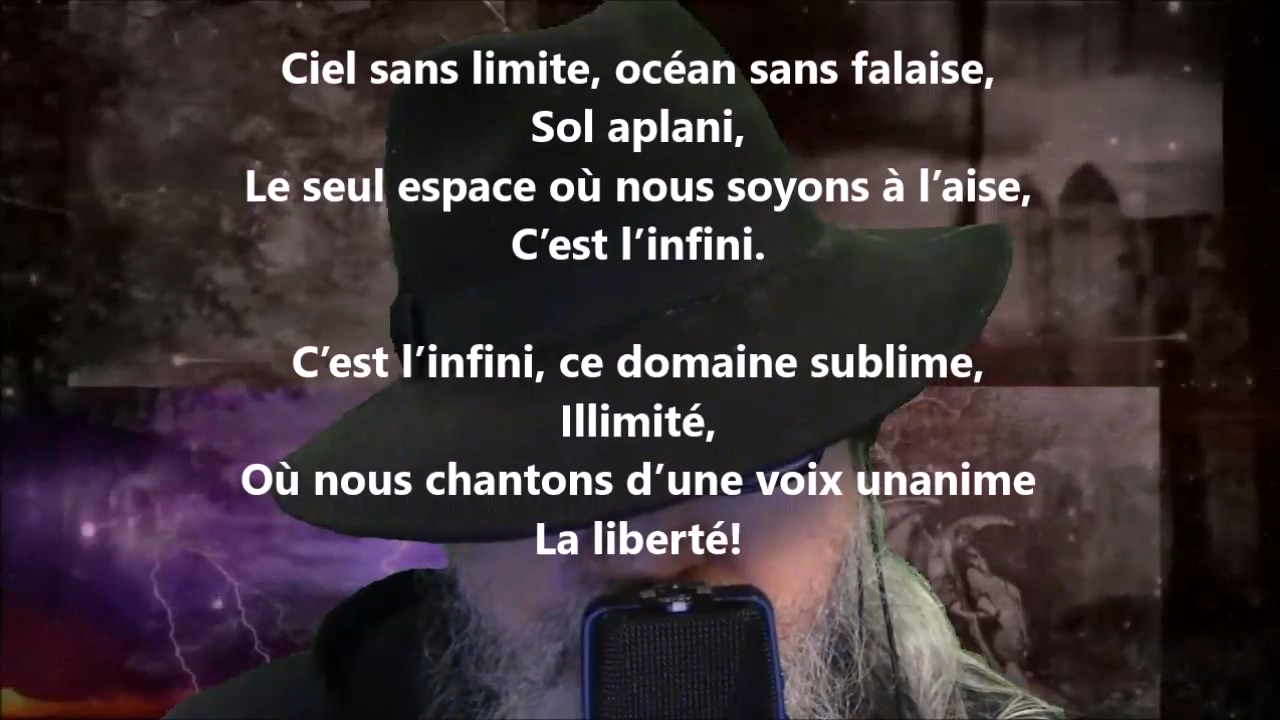 Ciel sans limite, océan sans falaise,
Sol aplani,
Le seul espace où nous soyons à l’aise,
C’est l’infini.
C’est l’infini, ce domaine sublime,
Illimité,
Où nous chantons d’une voix unanime
La liberté!